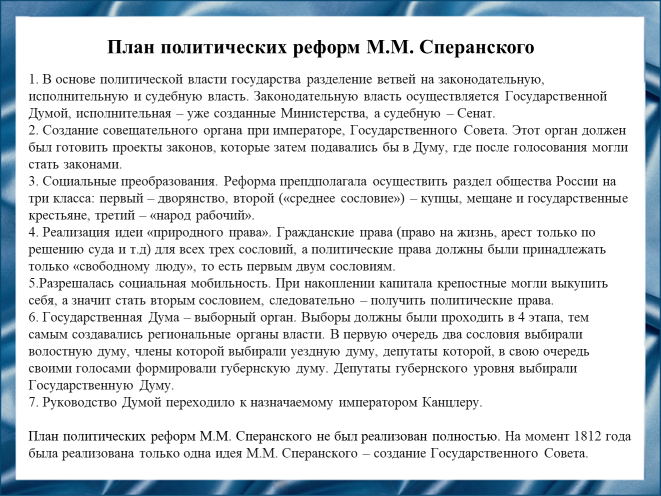 План политических реформ М.М. Сперанского
1. В основе политической власти государства разделение ветвей на законодательную,
исполнительную и судебную власть. Законодательную власть осуществляется Государственной
Думой, исполнительная – уже созданные Министерства, а судебную – Сенат.
2. Создание совещательного органа при императоре, Государственного Совета. Этот орган должен
был готовить проекты законов, которые затем подавались бы в Думу, где после голосования могли
стать законами.
3. Социальные преобразования. Реформа препдполагала осуществить раздел общества России на
три класса: первый – дворянство, второй («среднее сословие») – купцы, мещане и государственные
крестьяне, третий – «народ рабочий».
4. Реализация идеи «природного права». Гражданские права (право на жизнь, арест только по
решению суда и т.д) для всех трех сословий, а политические права должны были принадлежать
только «свободному люду», то есть первым двум сословиям.
5.Разрешалась социальная мобильность. При накоплении капитала крепостные могли выкупить
себя, а значит стать вторым сословием, следовательно – получить политические права.
6. Государственная Дума – выборный орган. Выборы должны были проходить в 4 этапа, тем
самым создавались региональные органы власти. В первую очередь два сословия выбирали
волостную думу, члены которой выбирали уездную думу, депутаты которой, в свою очередь
своими голосами формировали губернскую думу. Депутаты губернского уровня выбирали
Государственную Думу.
7. Руководство Думой переходило к назначаемому императором Канцлеру.
План политических реформ М.М. Сперанского не был реализован полностью. На момент 1812 года
была реализована только одна идея М.М. Сперанского – создание Государственного Совета.